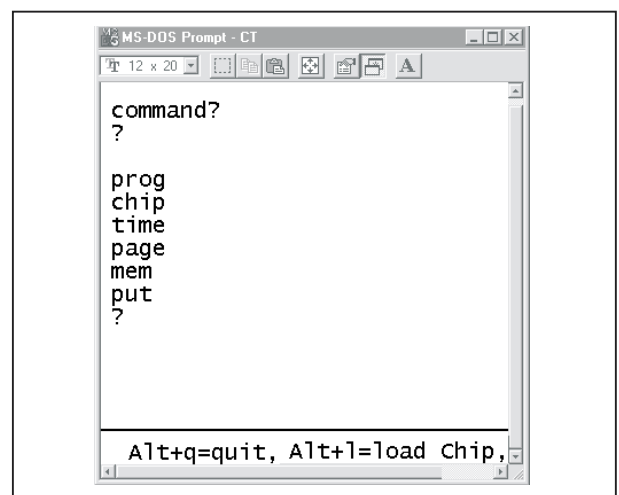 MS-DOS Prompt - CT
12 x 20
A
command?
?
prog
chip
time
page
mem
put
?
Alt+q=quit, Alt+l=load Chip,